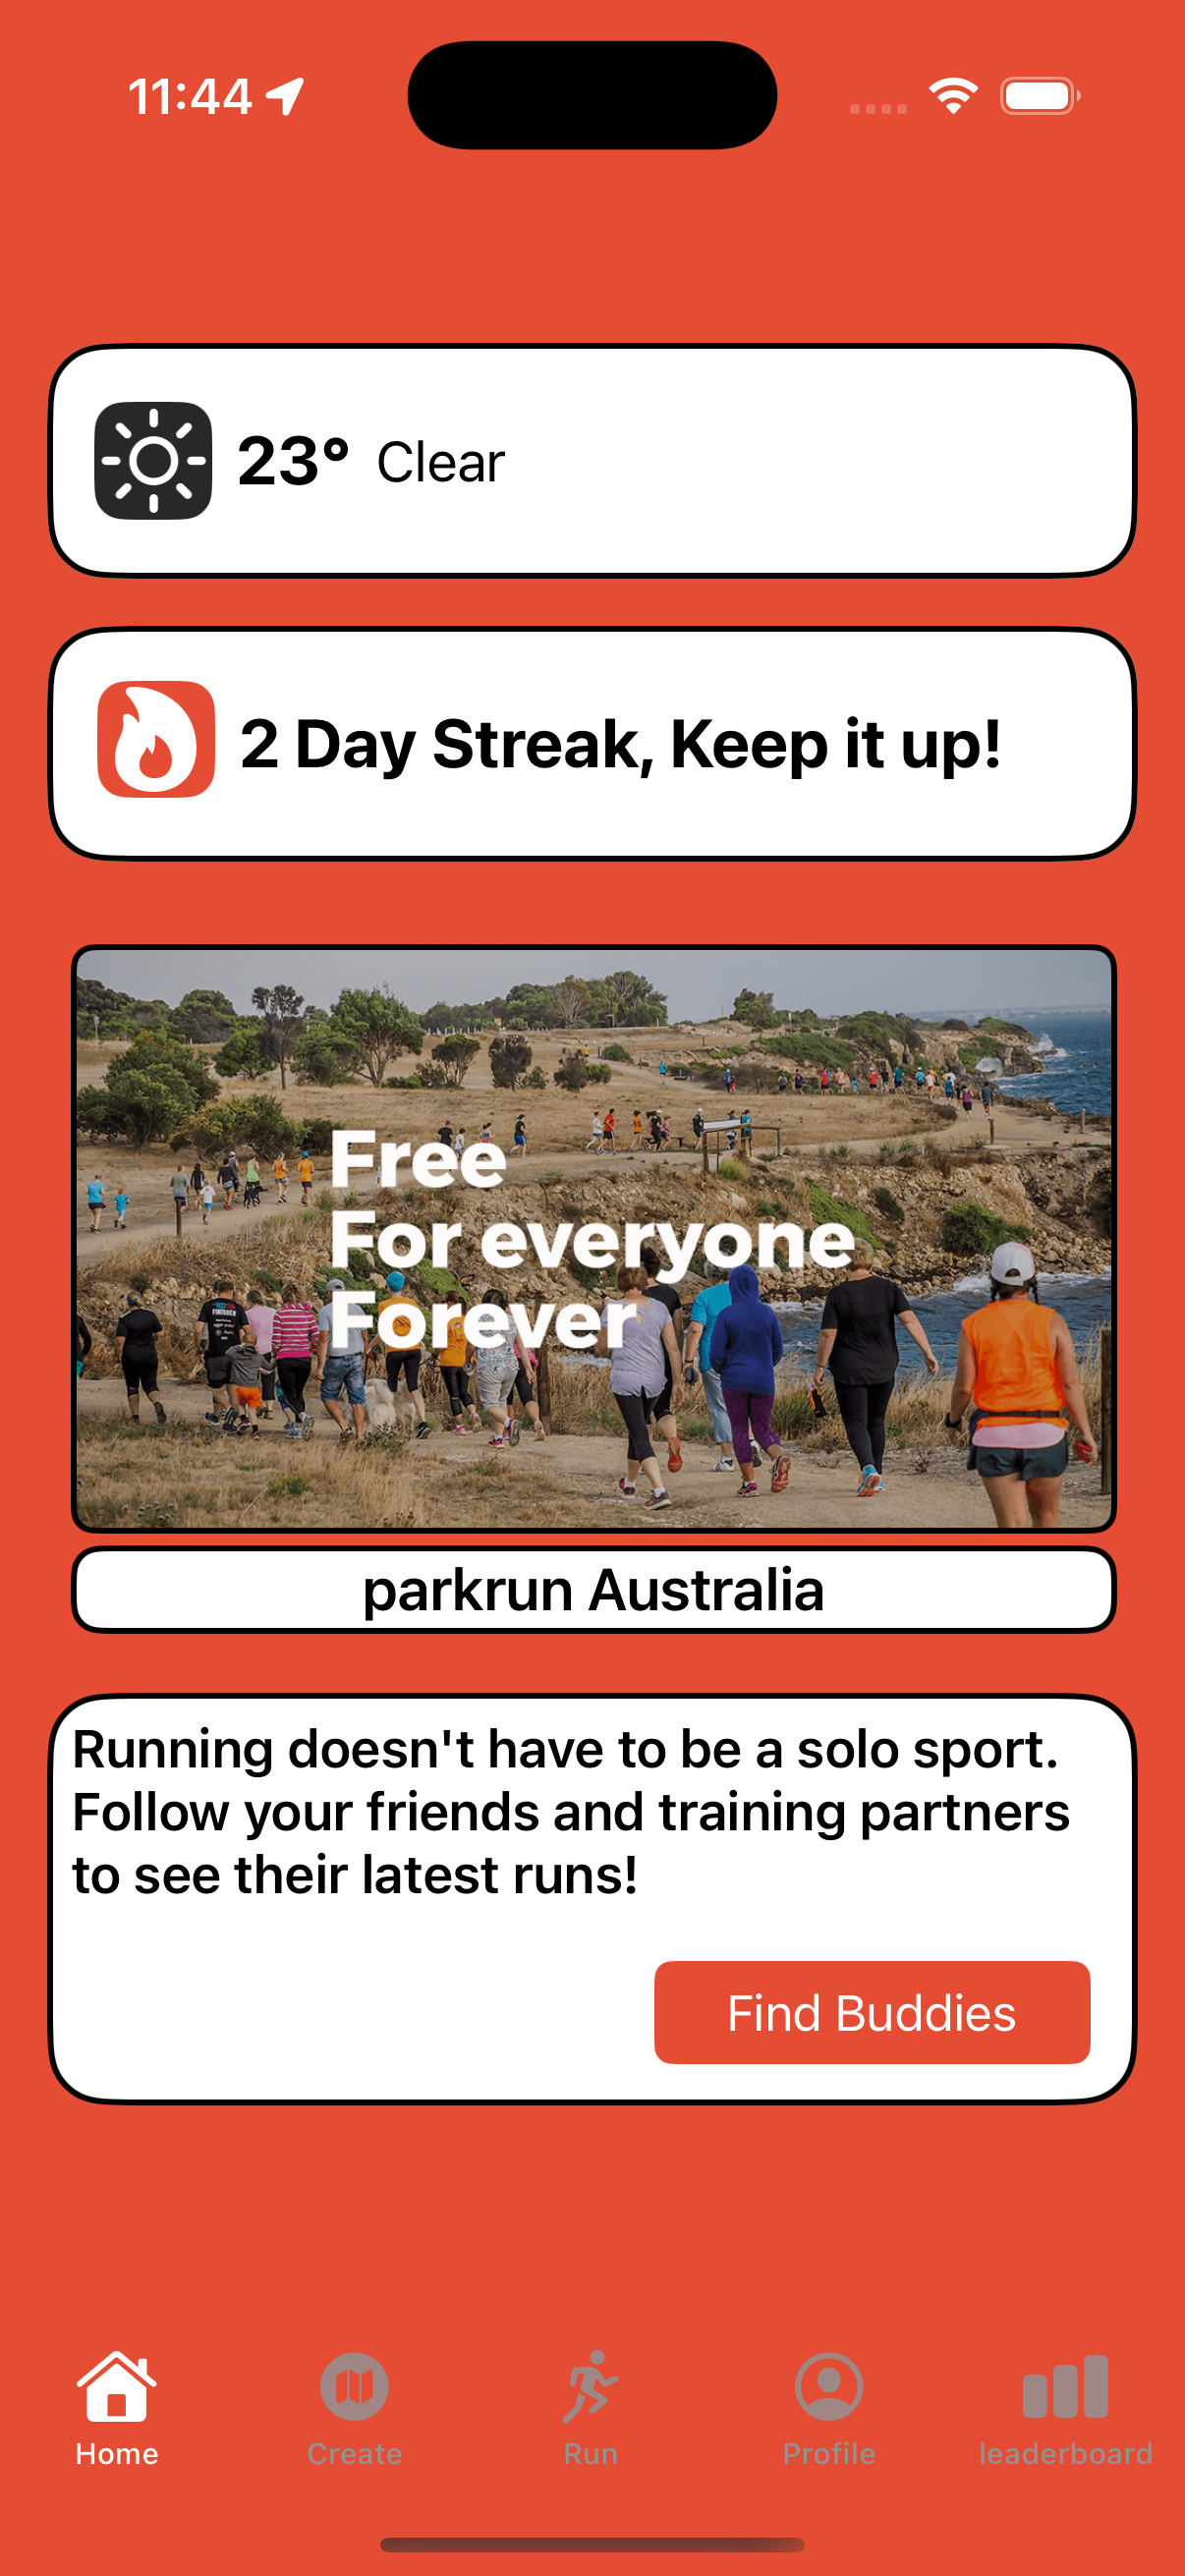 11:44
23° Clear
2 Day Streak, Keep it up!
Free
For everyone
Forever
FINISHER
parkrun Australia
Running doesn't have to be a solo sport.
Follow your friends and training partners
to see their latest runs!
Find Buddies
Home
Create
Run
Profile
leaderboard